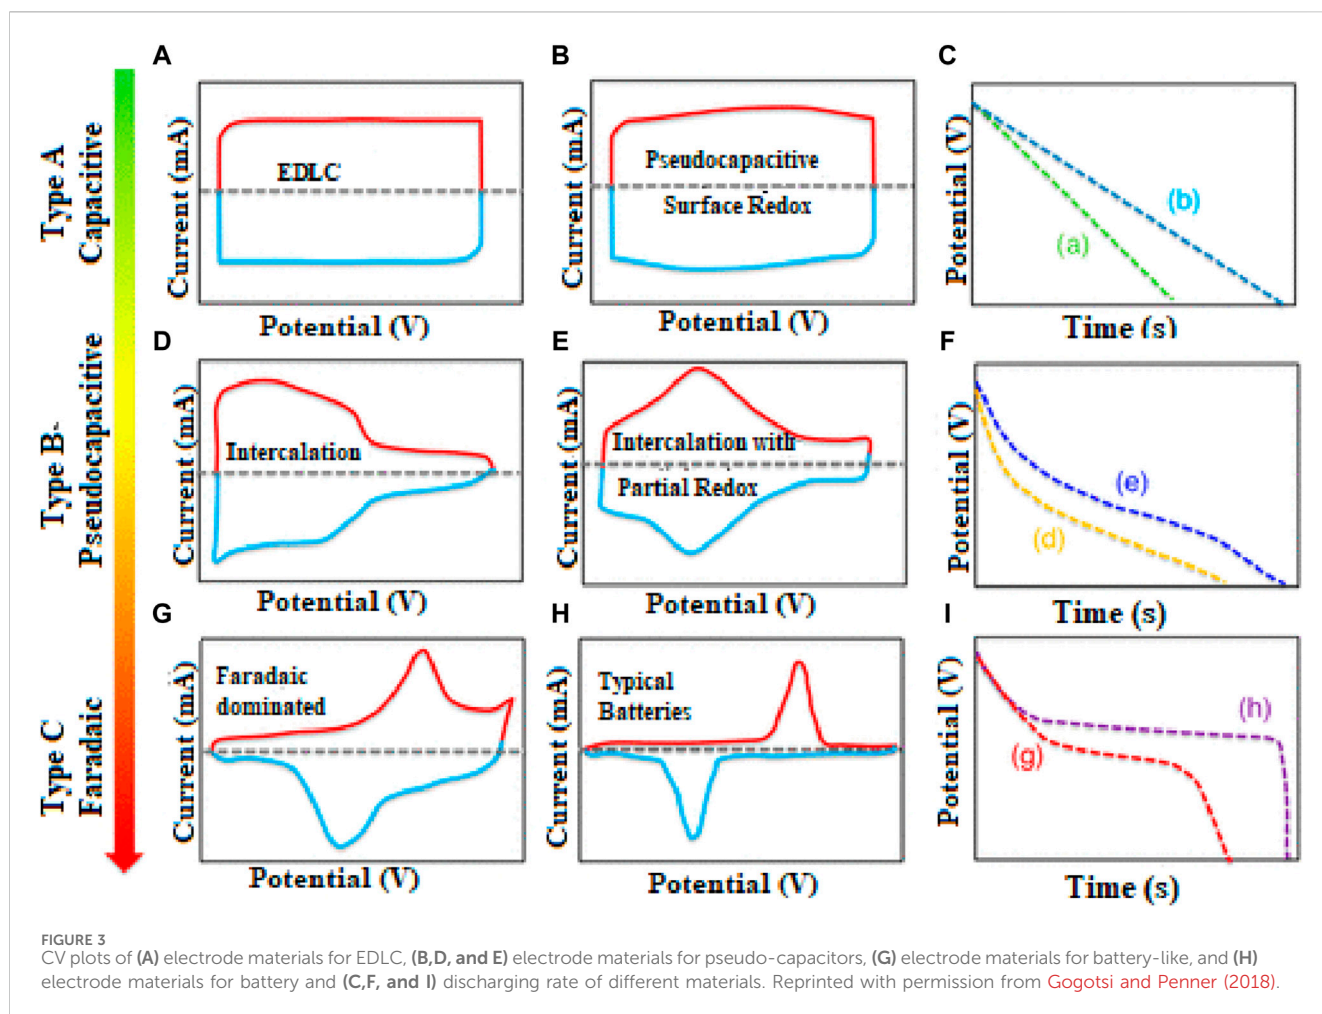 A
B
C
Type A
Capacitive
Current (mA)
EDLC
Potential (V)
Current (mA)
Pseudocapacitive
Surface Redox
Potential (V)
Potential (V)
(a)
(b)
Time (s)
D
E
F
Type B-
Pseudocapacitive
Current (mA)
Intercalation
Potential (V)
Current (mA)
Intercalation with
Partial Redox
Potential (V)
Potential (V)
(e)
(d)
Time (s)
G
H
I
Type C
Faradaic
Current (mA)
Faradaic
dominated
Potential (V)
Current (mA)
Typical
Batteries
Potential (V)
Potential (V)
(h)
(g)
Time (s)
FIGURE 3
CV plots of (A) electrode materials for EDLC, (B,D, and E) electrode materials for pseudo-capacitors, (G) electrode materials for battery-like, and (H)
electrode materials for battery and (C,F, and I) discharging rate of different materials. Reprinted with permission from Gogotsi and Penner (2018).